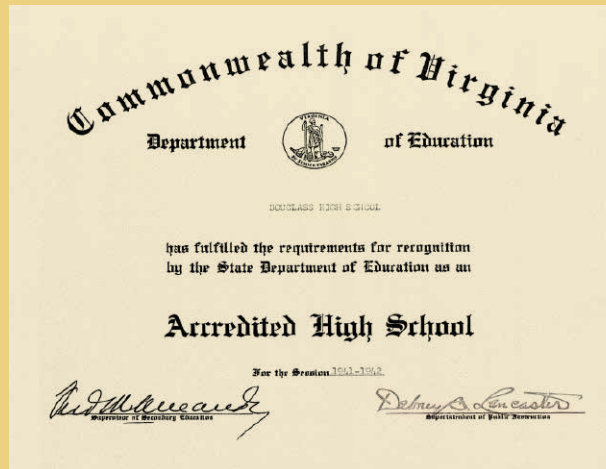 Commonwealth of Virginia
Department of Education
VIRGINIA
DOUGLASS HIGH SCHOOL
has fulfilled the requirements for recognition
by the State Department of Education as an
Accredited High School
For the Session 1941-1942
Dabney S. Lancaster
Supervisor of Secondary Education
Superintendent of Public Instruction